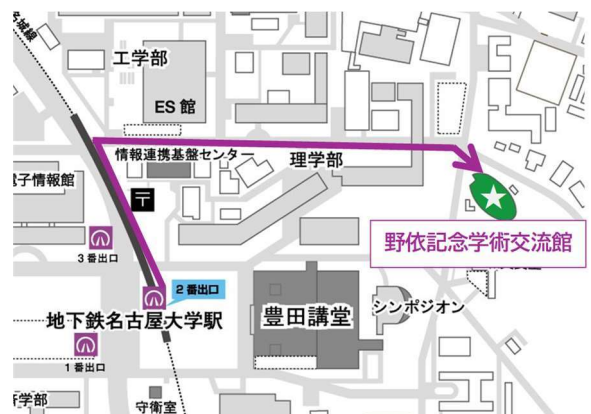 工学部
ES 館
情報連携基盤センター
理学部
電子情報館
3番出口
野依記念学術交流館
2番出口
地下鉄名古屋大学駅
豊田講堂
シンポジオン
1番出口
守衛室
済学部